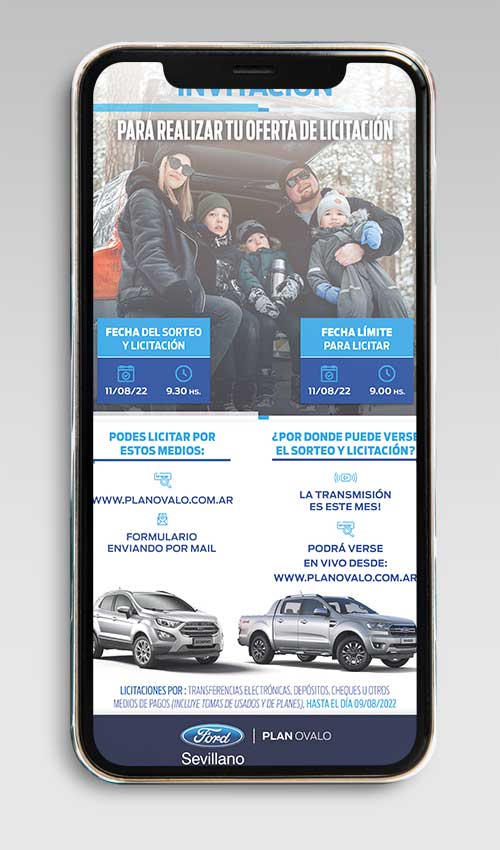 INVITACIÓN
PARA REALIZAR TU OFERTA DE LICITACIÓN
FECHA DEL SORTEO
Y LICITACIÓN
11/08/22
9.30 HS.
FECHA LÍMITE
PARA LICITAR
11/08/22
9.00 HS.
PODES LICITAR POR
ESTOS MEDIOS:
WWW.PLANOVALO.COM.AR
FORMULARIO
ENVIANDO POR MAIL
¿POR DONDE PUEDE VERSE
EL SORTEO Y LICITACIÓN?
LA TRANSMISIÓN
ES ESTE MES!
PODRÁ VERSE
EN VIVO DESDE:
WWW.PLANOVALO.COM.AR
LICITACIONES POR : TRANSFERENCIAS ELECTRÓNICAS, DEPÓSITOS, CHEQUES U OTROS
MEDIOS DE PAGOS (INCLUYE TOMAS DE USADOS Y DE PLANES), HASTA EL DÍA 09/08/2022
Ford
PLAN OVALO
Sevillano